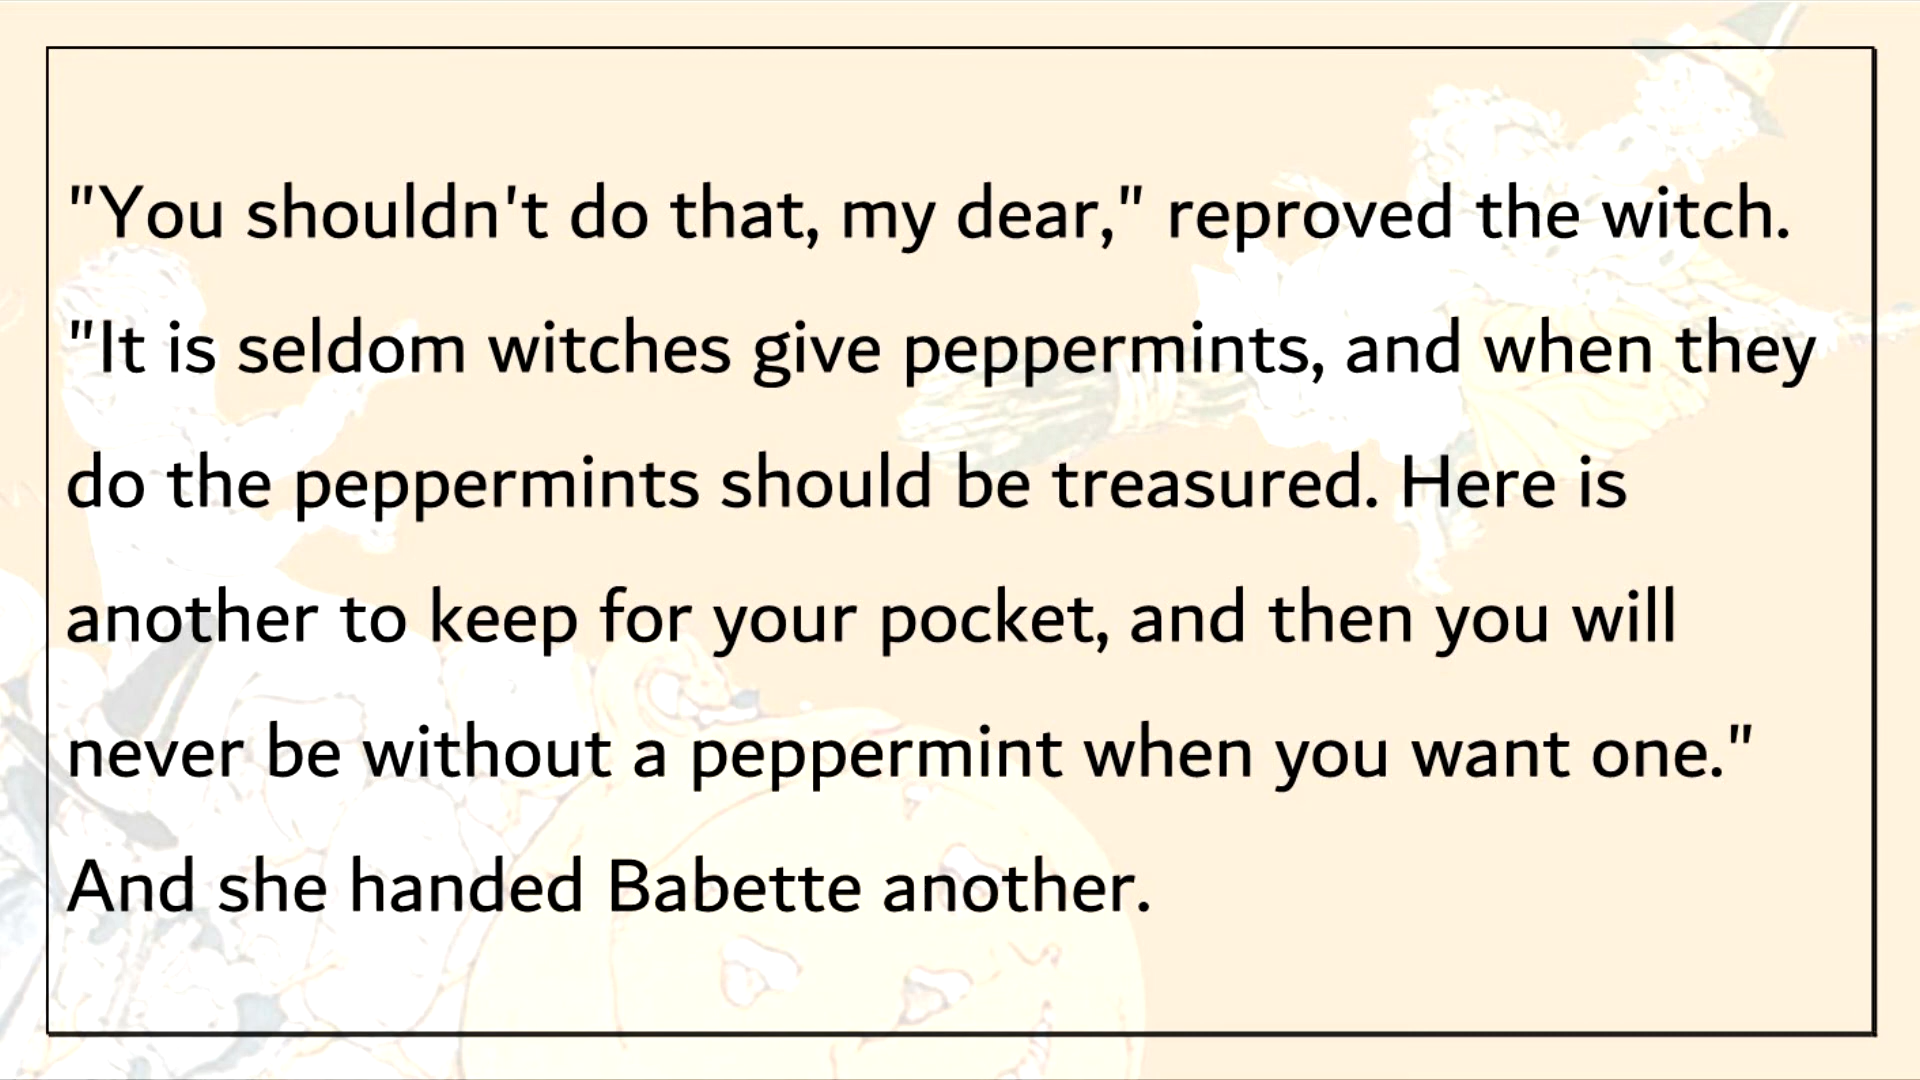 "You shouldn't do that, my dear," reproved the witch.
"It is seldom witches give peppermints, and when they
do the peppermints should be treasured. Here is
another to keep for your pocket, and then you will
never be without a peppermint when you want one."
And she handed Babette another.